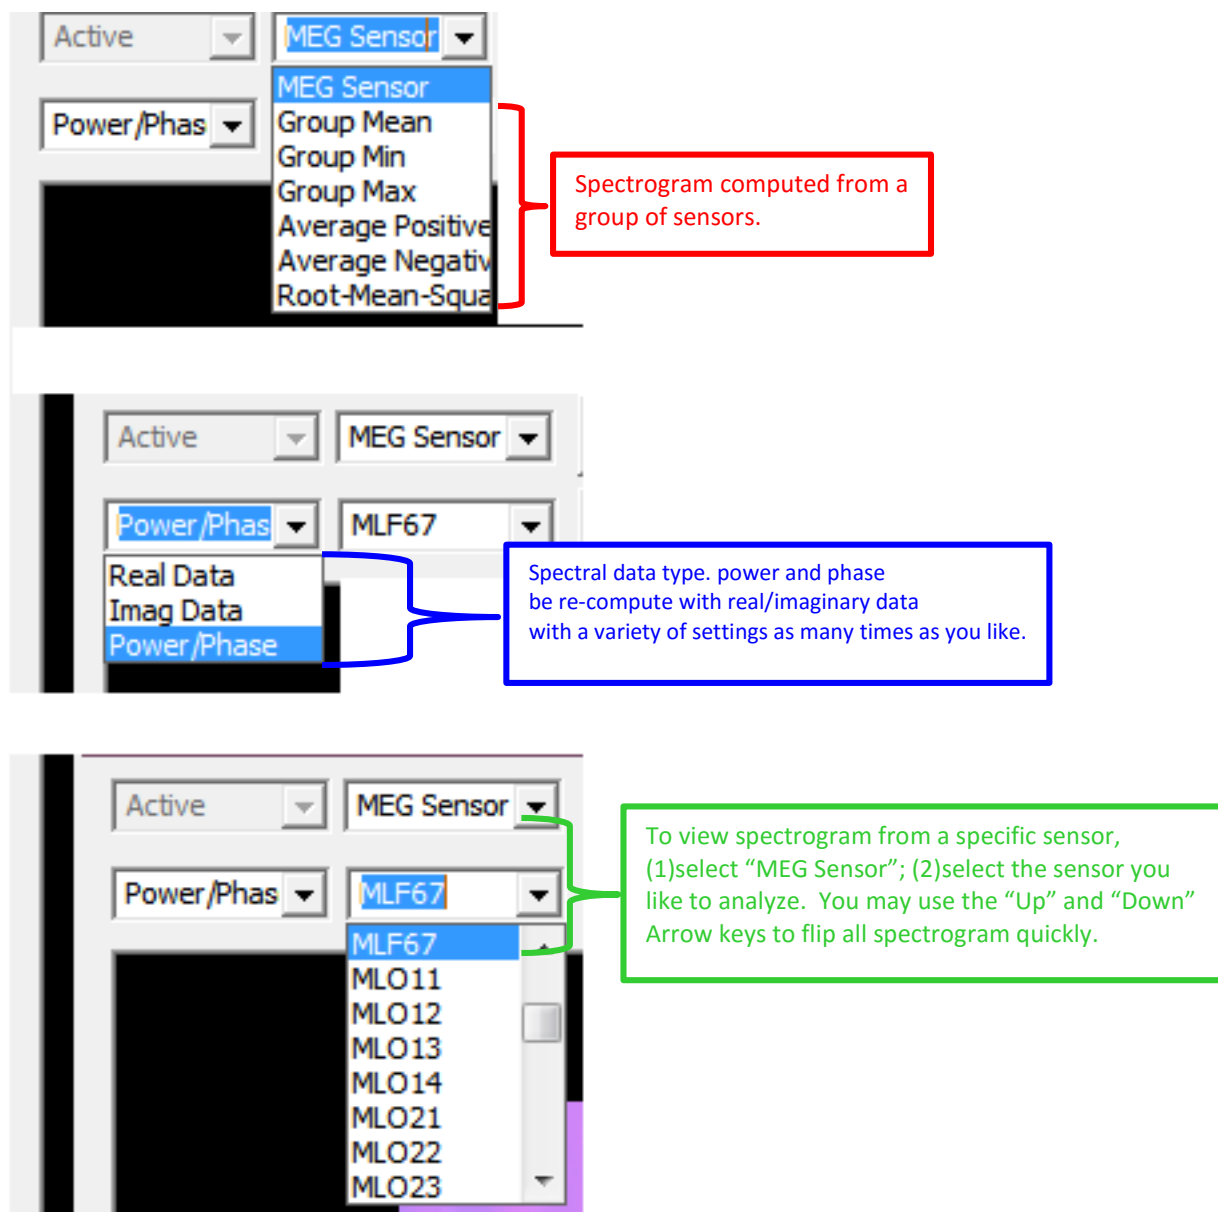 Active
MEG Sensor
MEG Sensor
Power/Phas
Group Mean
Group Min
Group Max
Average Positive
Average Negativ
Root-Mean-Squa
Spectrogram computed from a
group of sensors.
Active
MEG Sensor
Power/Phas
MLF67
Real Data
Imag Data
Power/Phase
Spectral data type. power and phase
be re-compute with real/imaginary data
with a variety of settings as many times as you like.
Active
MEG Sensor
Power/Phas
MLF67
MLF67
MLO11
MLO12
MLO13
MLO14
MLO21
MLO22
MLO23
To view spectrogram from a specific sensor,
(1)select “MEG Sensor”; (2)select the sensor you
like to analyze.  You may use the “Up” and “Down”
Arrow keys to flip all spectrogram quickly.